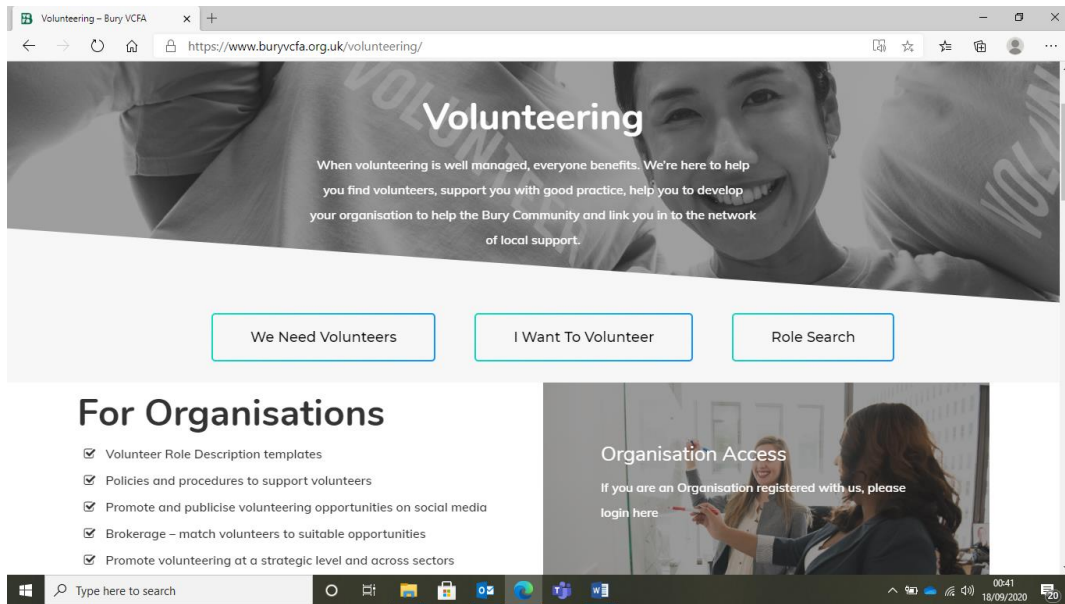 Volunteering – Bury VCFA
https://www.buryvcfa.org.uk/volunteering/
VOLUNTEER
Volunteering
When volunteering is well managed, everyone benefits. We're here to help
you find volunteers, support you with good practice, help you to develop
your organisation to help the Bury Community and link you in to the network
of local support.
We Need Volunteers
I Want To Volunteer
Role Search
For Organisations
Volunteer Role Description templates
Policies and procedures to support volunteers
Promote and publicise volunteering opportunities on social media
Brokerage – match volunteers to suitable opportunities
Promote volunteering at a strategic level and across sectors
Organisation Access
If you are an Organisation registered with us, please
login here
Type here to search
00:41
18/09/2020
20